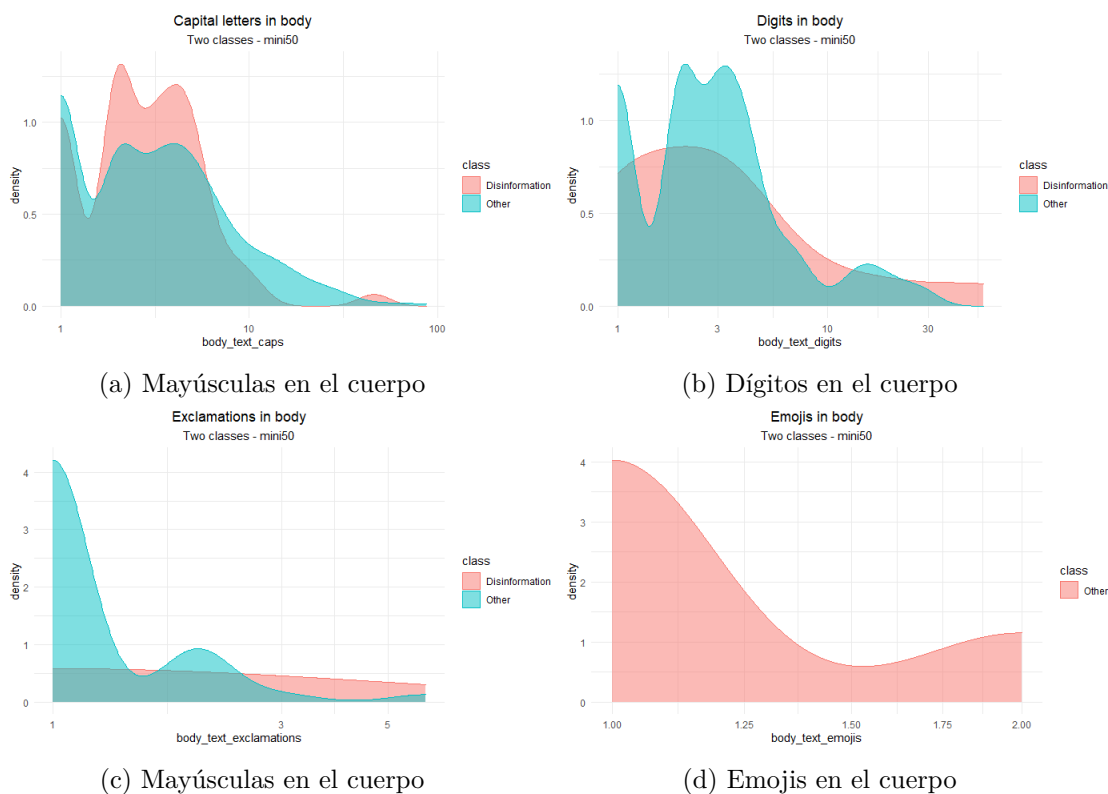 Capital letters in body
Two classes - mini50
density
1.0
0.5
0.0
1
10
100
body_text_caps
class
Disinformation
Other
(a) Mayúsculas en el cuerpo
Digits in body
Two classes - mini50
density
1.0
0.5
0.0
1
3
10
30
body_text_digits
class
Disinformation
Other
(b) Dígitos en el cuerpo
Exclamations in body
Two classes - mini50
density
4
3
2
1
0
1
3
5
body_text_exclamations
class
Disinformation
Other
(c) Mayúsculas en el cuerpo
Emojis in body
Two classes - mini50
density
4
3
2
1
0
1.00
1.25
1.50
1.75
2.00
body_text_emojis
class
Other
(d) Emojis en el cuerpo